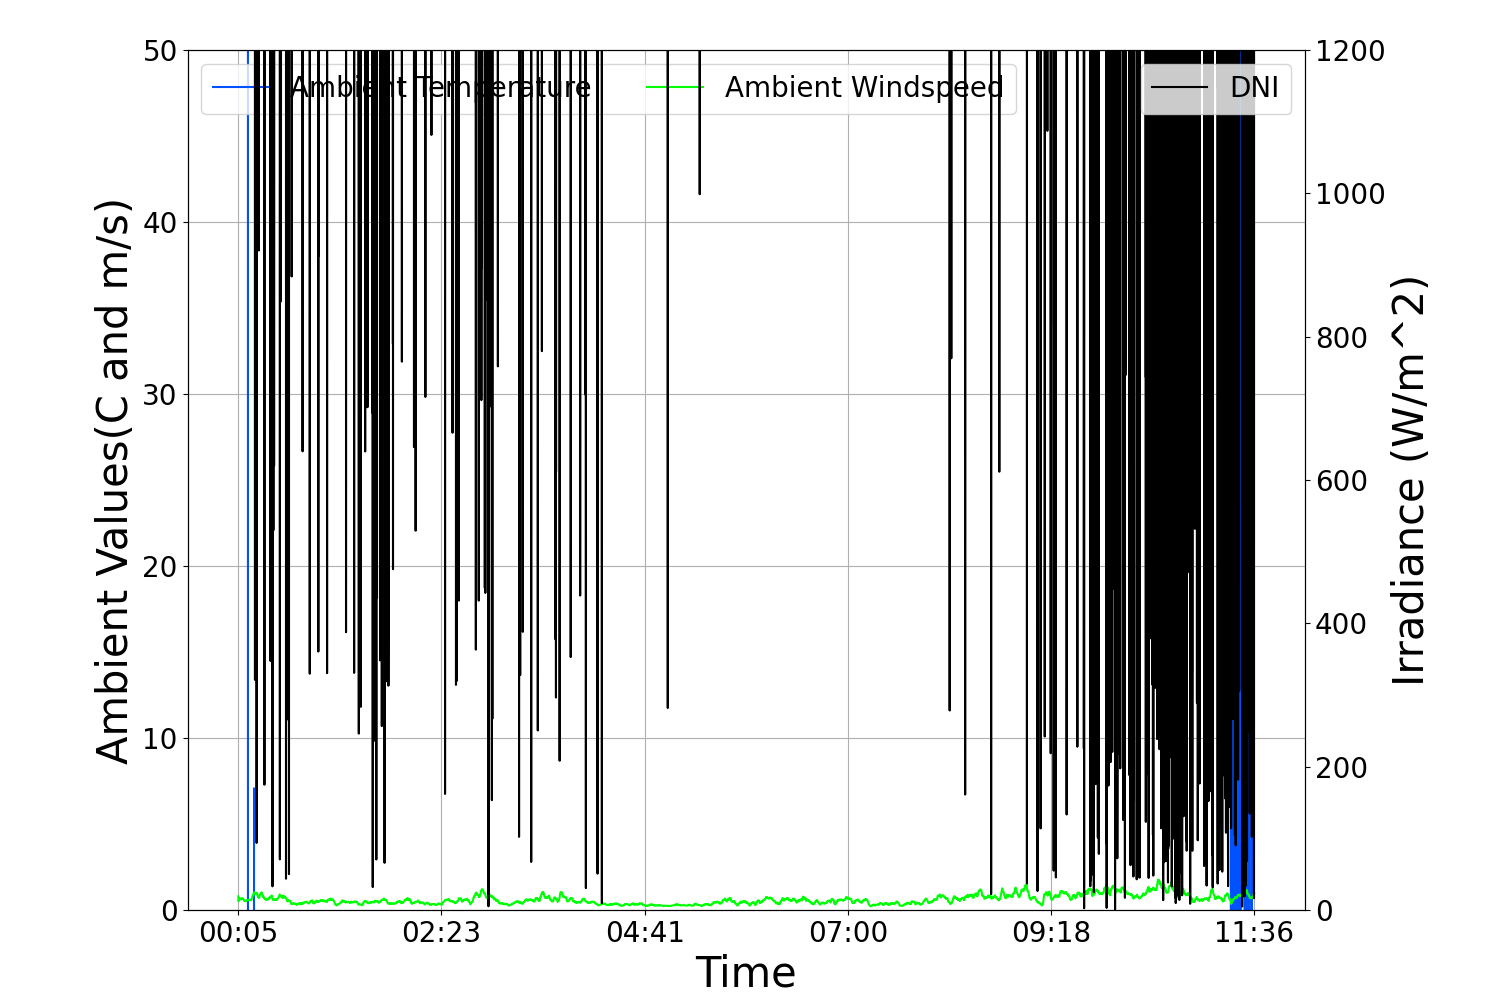 50
40
30
20
10
0
Ambient Values(C and m/s)
Ambient Temperature
Ambient Windspeed
DNI
1200
1000
800
600
400
200
0
Irradiance (W/m^2)
00:05 02:23 04:41 07:00 09:18 11:36
Time